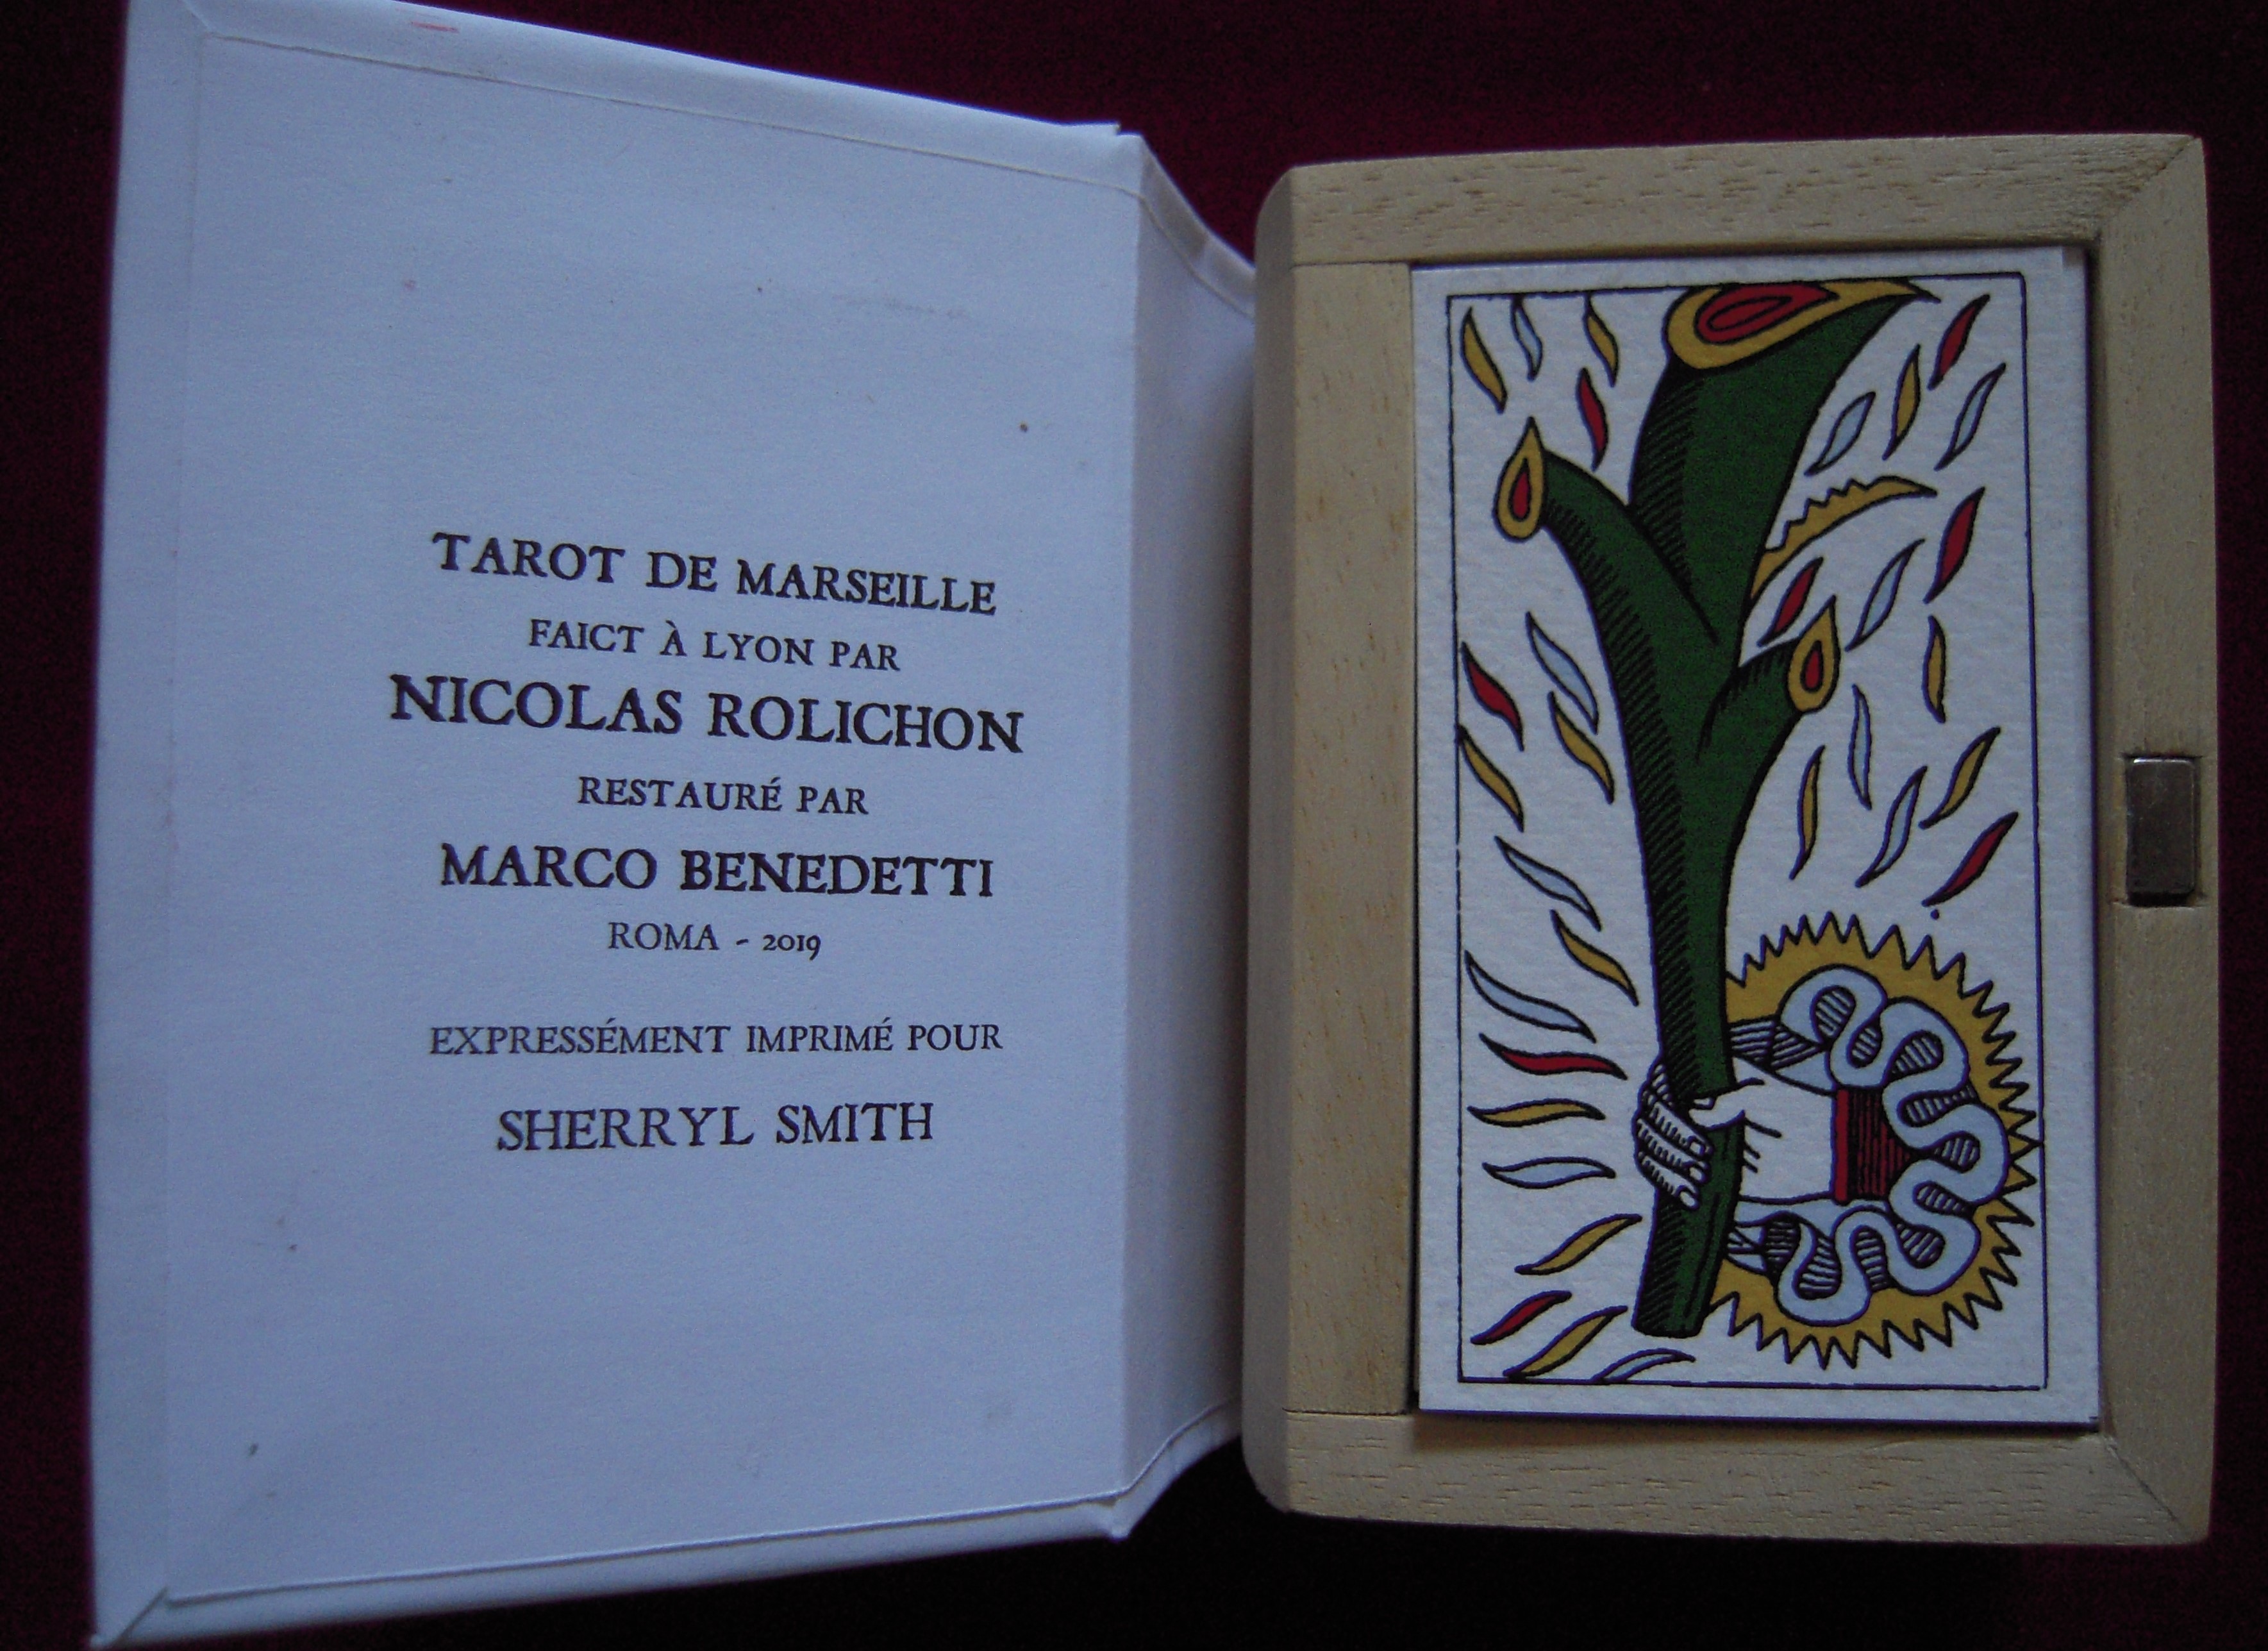 TAROT DE MARSEILLE
FAICT À LYON PAR
NICOLAS ROLICHON
RESTAURÉ PAR
MARCO BENEDETTI
ROMA - 2019
EXPRESSÉMENT IMPRIMÉ POUR
SHERRYL SMITH